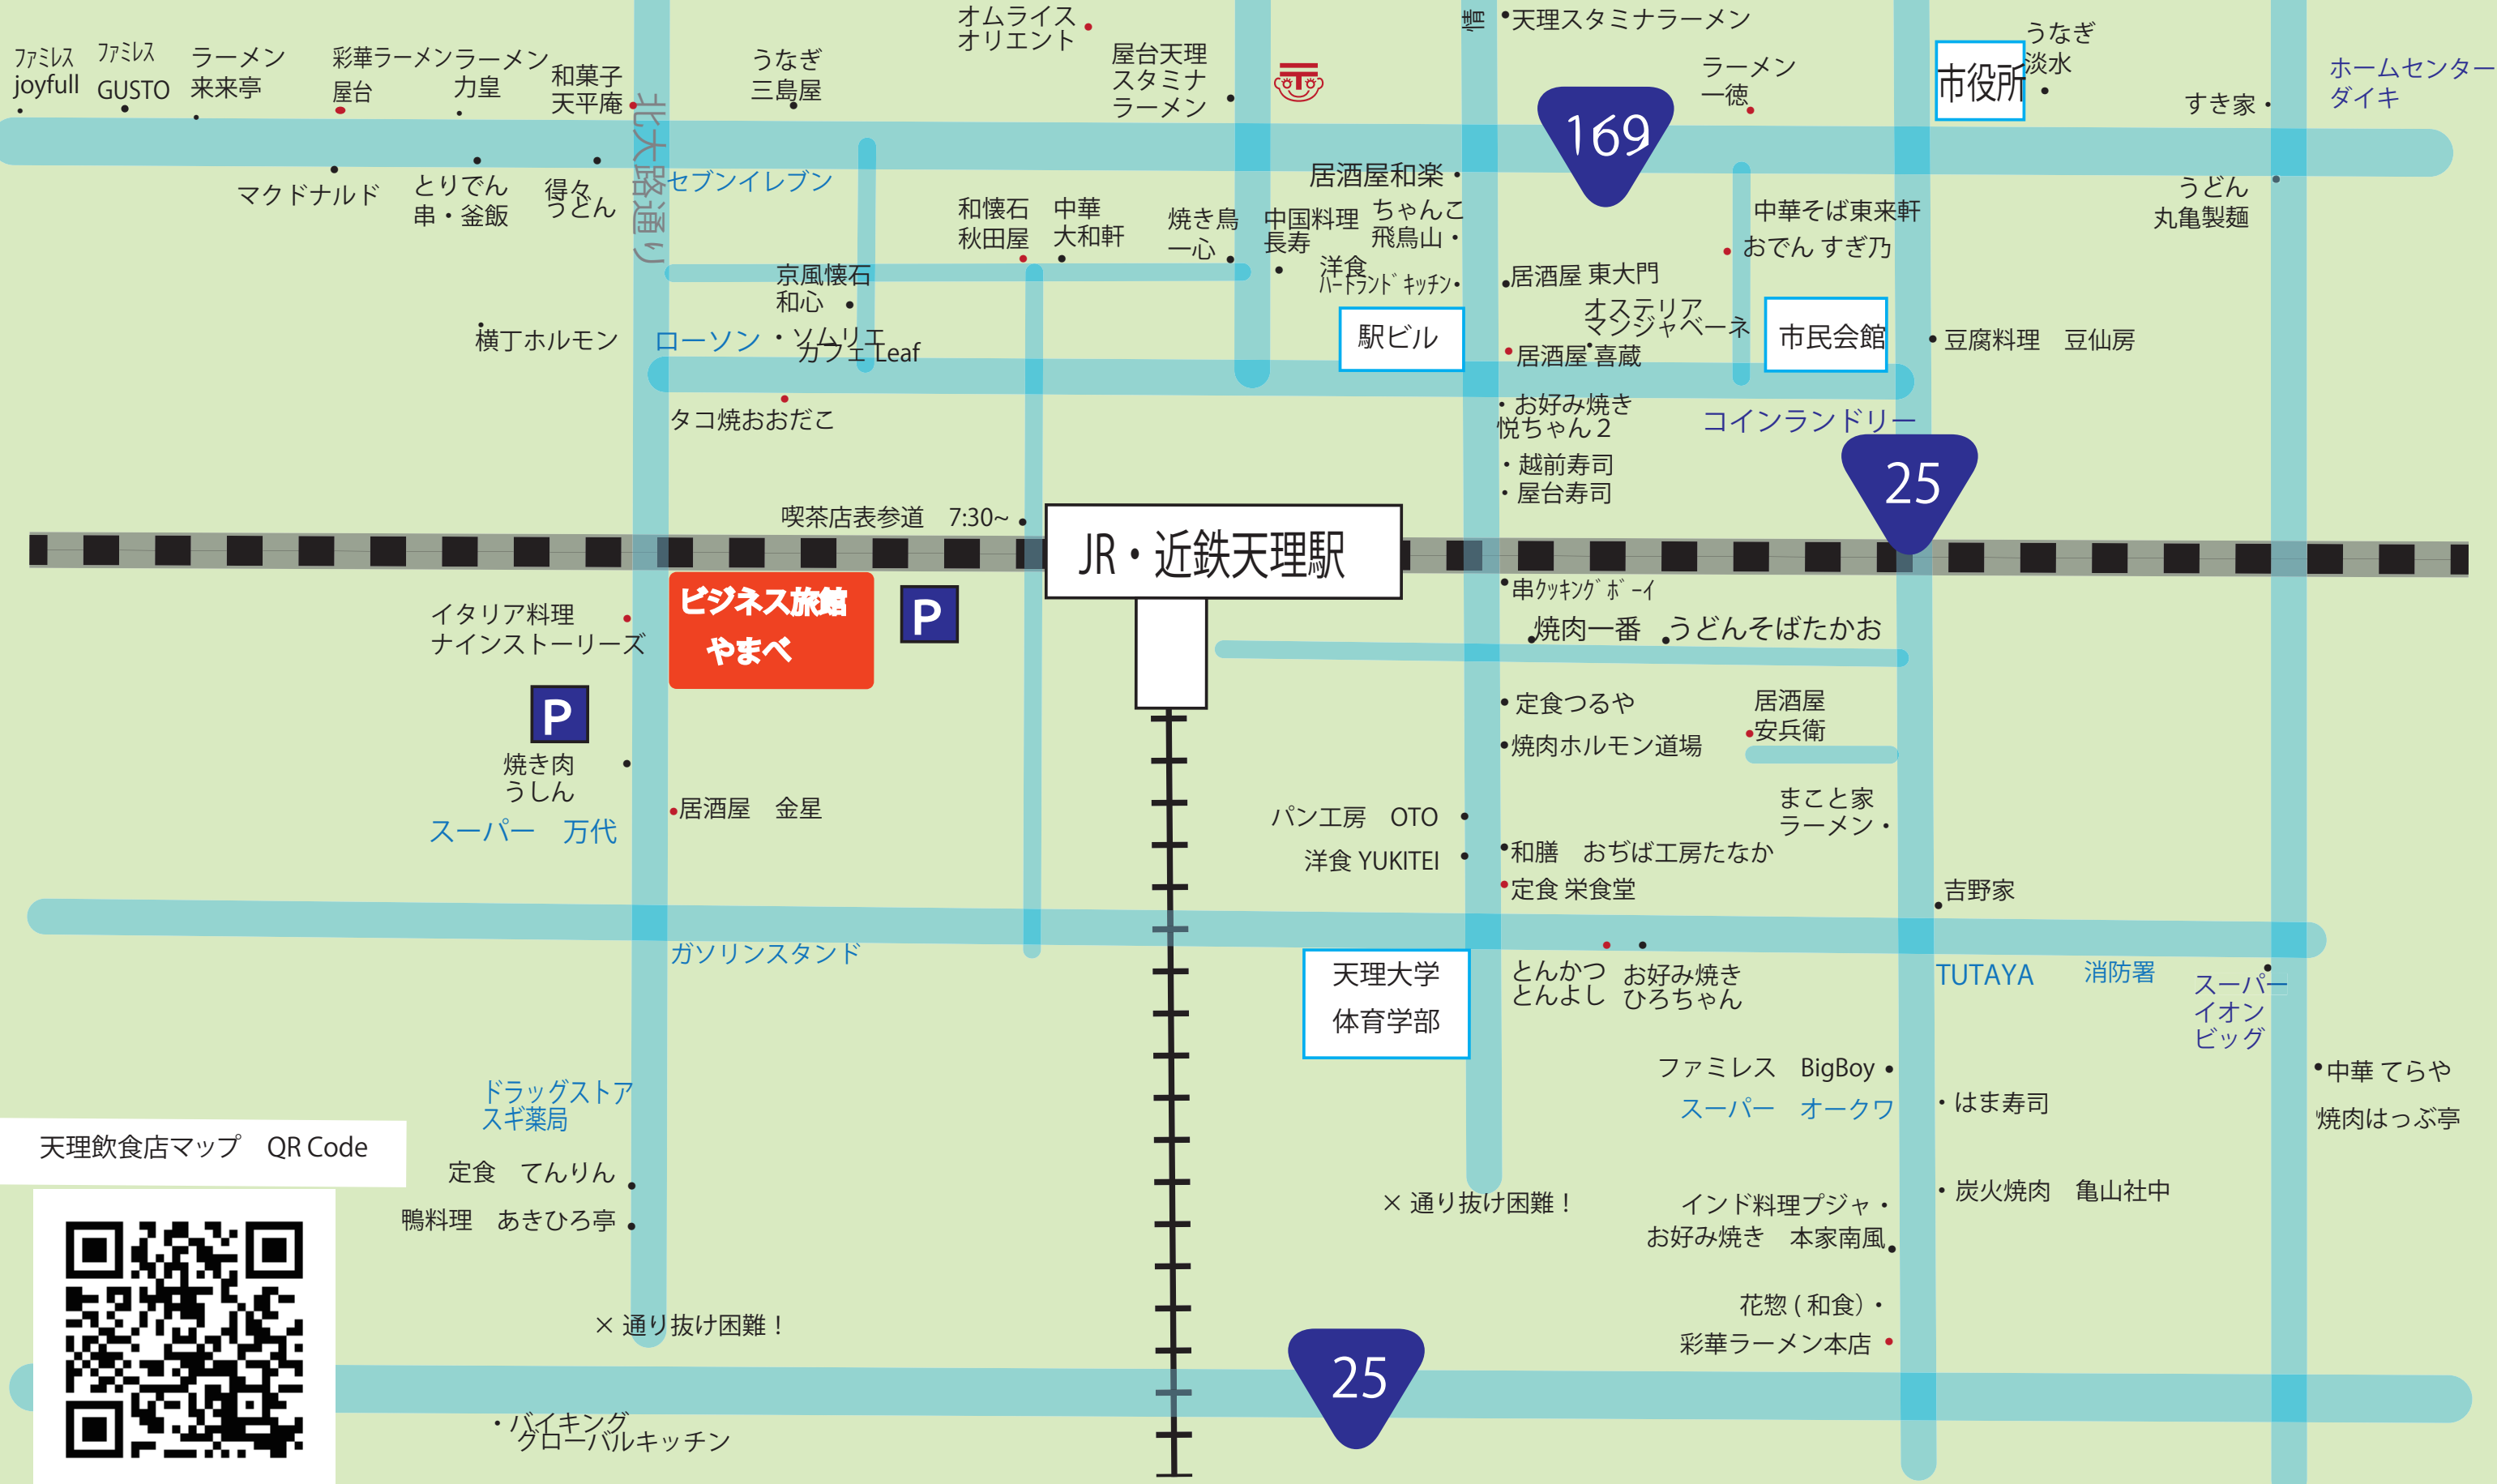 ファミレス
joyfull
ファミレス
GUSTO
ラーメン
来来亭
彩華ラーメン
屋台
ラーメン
力皇
和菓子
天平庵
うなぎ
三島屋
オムライス
オリエント
屋台天理
スタミナ
ラーメン
情
天理スタミナラーメン
ラーメン
一徳
169
市役所
うなぎ
淡水
すき家
ホームセンター
ダイキ
マクドナルド
とりでん
串・釜飯
得々
うどん
北大路通り
セブンイレブン
和懐石
秋田屋
中華
大和軒
焼き鳥
一心
中国料理
長寿
居酒屋和楽
ちゃんこ
飛鳥山
洋食
ハートランドキッチン
駅ビル
居酒屋 東大門
オステリア
マンジャベーネ
居酒屋 喜蔵
中華そば東来軒
おでん すぎ乃
市民会館
うどん
丸亀製麺
豆腐料理 豆仙房
京風懐石
和心
横丁ホルモン
ローソン
・ソムリエ
カフェ Leaf
タコ焼おおだこ
・お好み焼き
悦ちゃん２
・越前寿司
・屋台寿司
コインランドリー
25
喫茶店表参道 7:30~
JR・近鉄天理駅
ビジネス旅館
やまべ
P
イタリア料理
ナインストーリーズ
P
焼き肉
うしん
スーパー 万代
居酒屋 金星
串クッキングボーイ
焼肉一番
うどんそばたかお
定食つるや
焼肉ホルモン道場
居酒屋
安兵衛
まこと家
ラーメン・
パン工房 OTO
洋食 YUKITEI
和膳 おぢば工房たなか
定食 栄食堂
吉野家
ガソリンスタンド
天理大学
体育学部
とんかつ
とんよし
お好み焼き
ひろちゃん
TUTAYA
消防署
スーパー
イオン
ビッグ
ファミレス BigBoy
スーパー オークワ
・はま寿司
中華 てらや
焼肉はっぷ亭
ドラッグストア
スギ薬局
天理飲食店マップ QR Code
定食 てんりん
鴨料理 あきひろ亭
× 通り抜け困難！
インド料理プジャ・
お好み焼き 本家南風
・炭火焼肉 亀山社中
花惣 ( 和食）・
彩華ラーメン本店
× 通り抜け困難！
25
・バイキング
グローバルキッチン